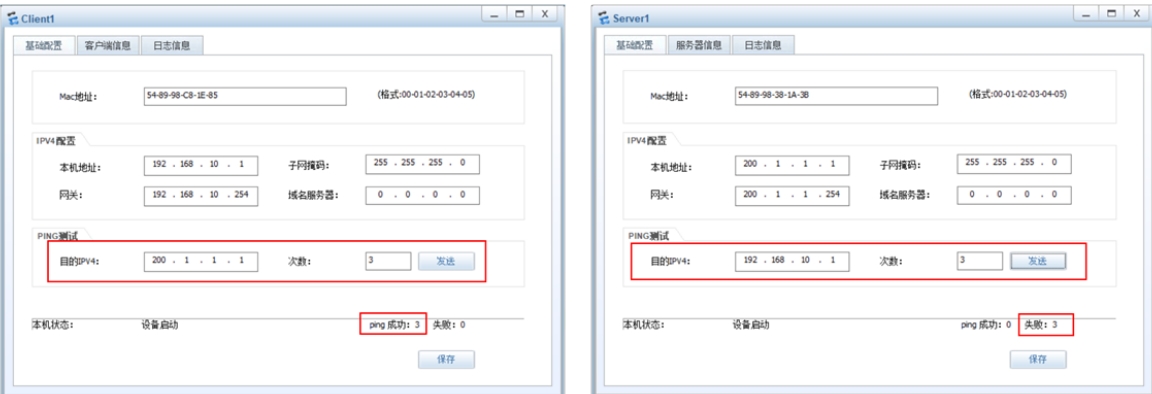 Client1
基础配置 客户端信息 日志信息
Mac地址: 54-89-98-C8-1E-85 (格式:00-01-02-03-04-05)
IPV4配置
本机地址: 192 . 168 . 10 . 1 子网掩码: 255 . 255 . 255 . 0
网关: 192 . 168 . 10 . 254 域名服务器: 0 . 0 . 0 . 0
PING测试
目的IPV4: 200 . 1 . 1 . 1 次数: 3 发送
本机状态: 设备启动 ping 成功: 3 失败: 0
保存
Server1
基础配置 服务器信息 日志信息
Mac地址: 54-89-98-38-1A-3B (格式:00-01-02-03-04-05)
IPV4配置
本机地址: 200 . 1 . 1 . 1 子网掩码: 255 . 255 . 255 . 0
网关: 200 . 1 . 1 . 254 域名服务器: 0 . 0 . 0 . 0
PING测试
目的IPV4: 192 . 168 . 10 . 1 次数: 3 发送
本机状态: 设备启动 ping 成功: 0 失败: 3
保存